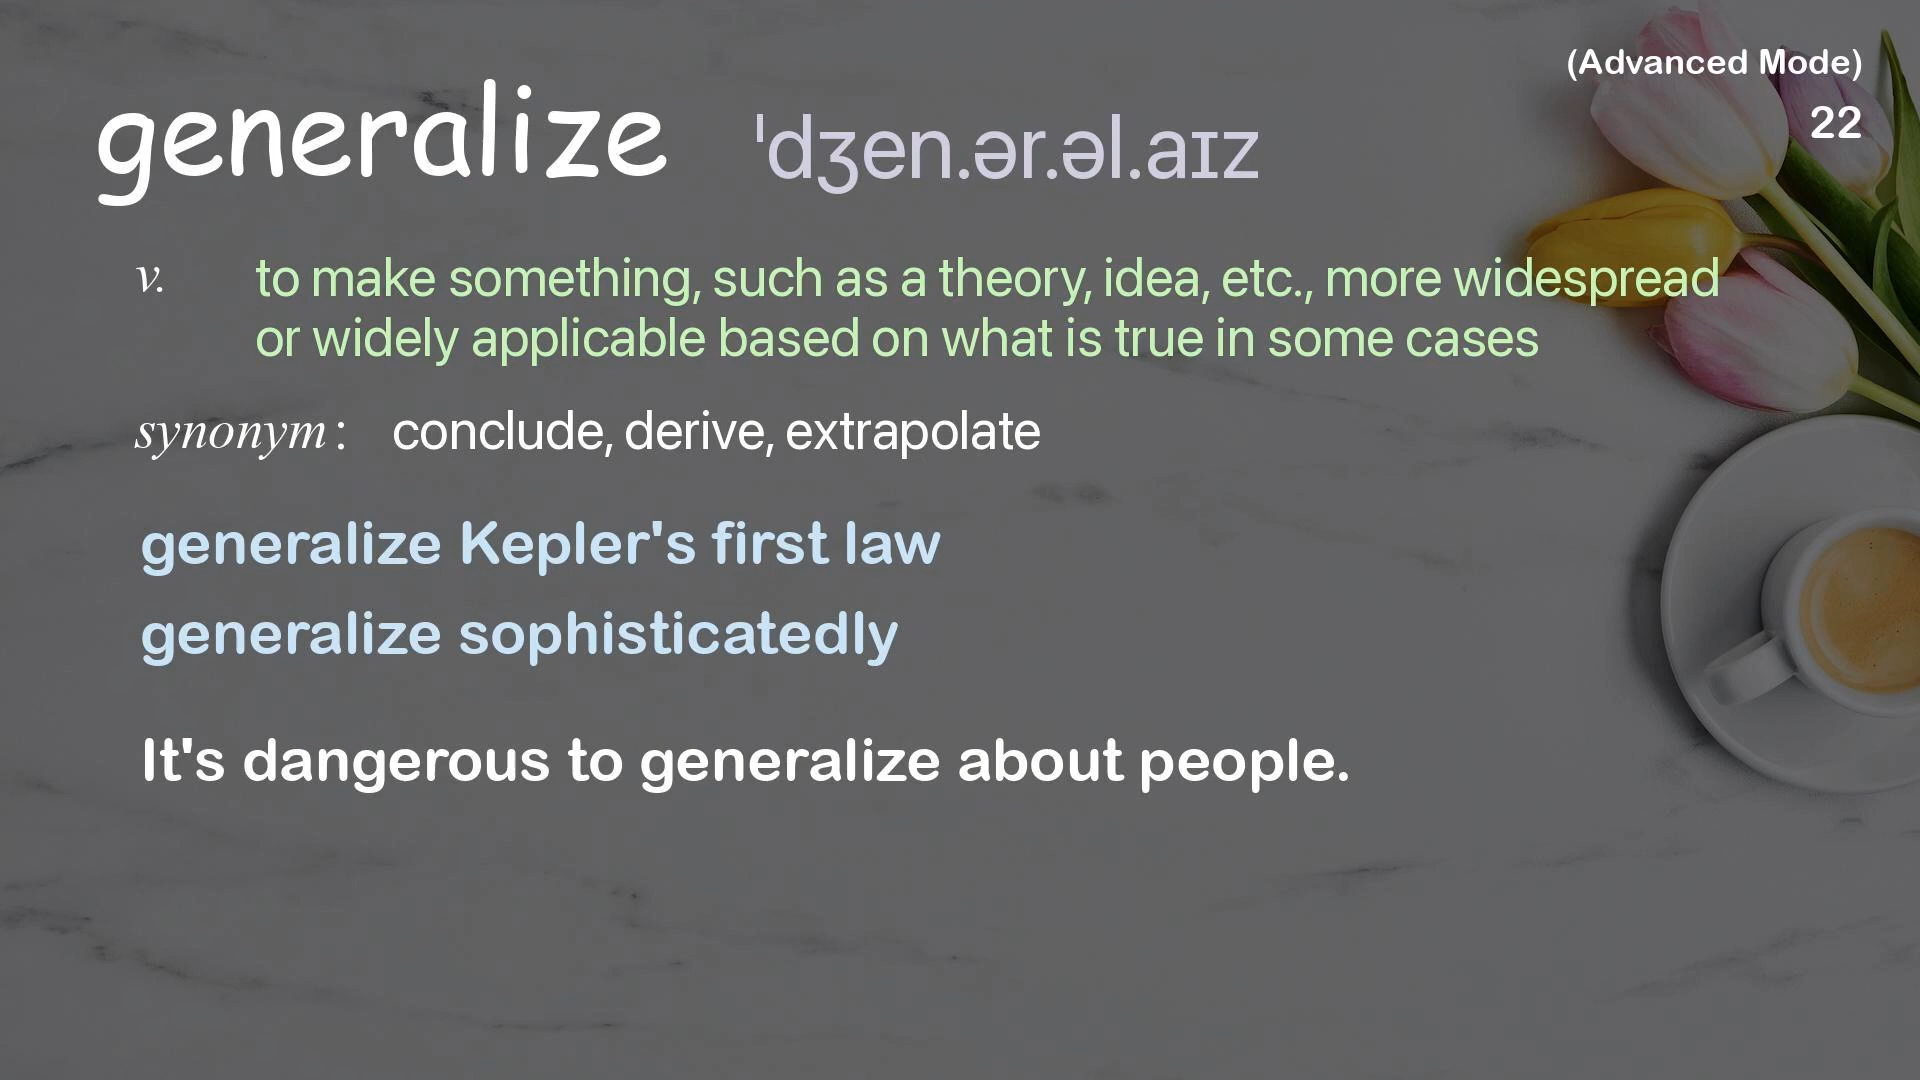 (Advanced Mode)
22
generalize ˈdʒen.ər.əl.aɪz
v. to make something, such as a theory, idea, etc., more widespread
or widely applicable based on what is true in some cases
synonym: conclude, derive, extrapolate
generalize Kepler's first law
generalize sophisticatedly
It's dangerous to generalize about people.